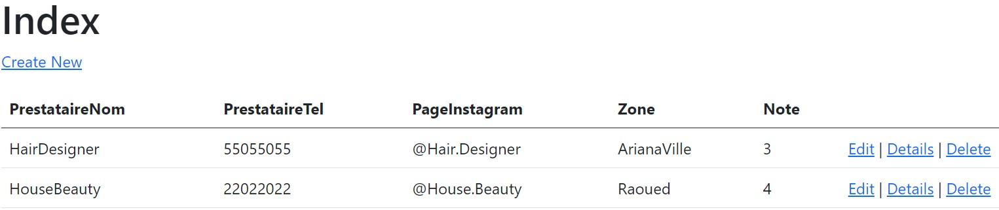 Index
Create New
PrestataireNom PrestataireTel PageInstagram Zone Note
HairDesigner 55055055 @Hair.Designer ArianaVille 3 Edit | Details | Delete
HouseBeauty 22022022 @House.Beauty Raoued 4 Edit | Details | Delete